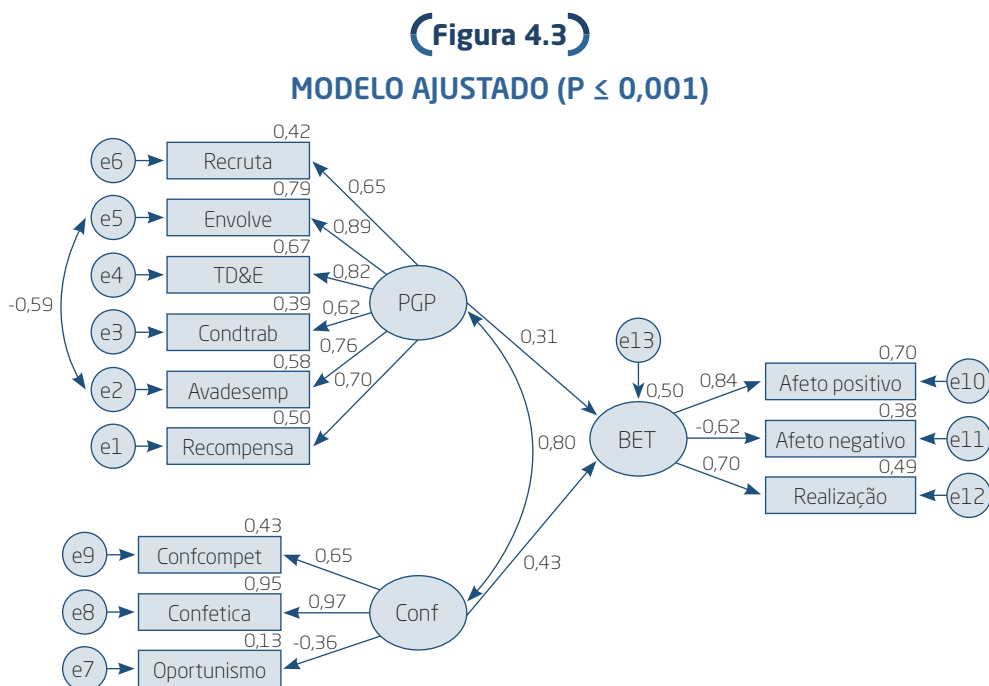 Figura 4.3
MODELO AJUSTADO (P ≤ 0,001)
0,42
e6 Recruta
0,65
0,79
e5 Envolve
0,89
0,67
e4 TD&E
0,82
PGP
-0,59
0,39
e3 Condtrab
0,62
0,76
0,58
e2 Avadesemp
0,70
0,50
e1 Recompensa
0,31
e13
0,50
BET
0,80
0,43
0,84
0,70
Afeto positivo e10
-0,62
0,38
Afeto negativo e11
0,70
0,49
Realização e12
0,43
e9 Confcompet
0,65
0,95
e8 Confetica
0,97
Conf
0,13
-0,36
e7 Oportunismo